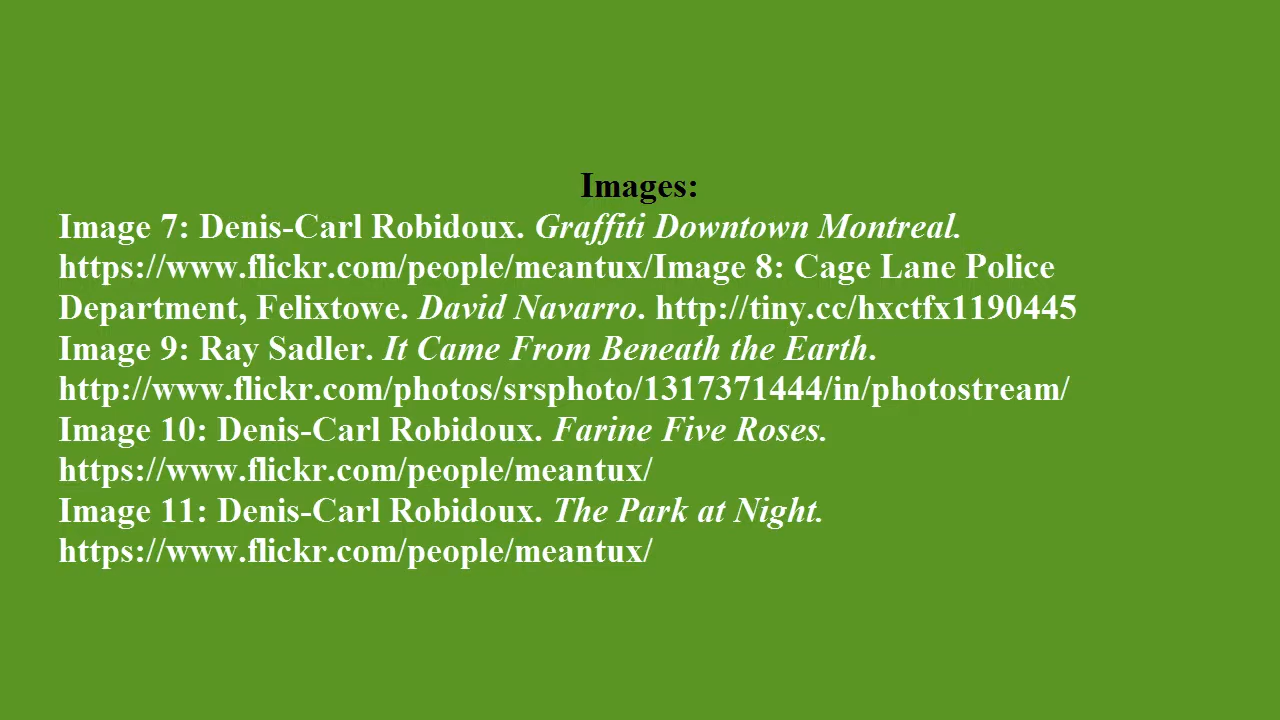 Images:
Image 7: Denis-Carl Robidoux. Graffiti Downtown Montreal.
https://www.flickr.com/people/meantux/Image 8: Cage Lane Police
Department, Felixtowe. David Navarro. http://tiny.cc/hxctfx1190445
Image 9: Ray Sadler. It Came From Beneath the Earth.
http://www.flickr.com/photos/srsphoto/1317371444/in/photostream/
Image 10: Denis-Carl Robidoux. Farine Five Roses.
https://www.flickr.com/people/meantux/
Image 11: Denis-Carl Robidoux. The Park at Night.
https://www.flickr.com/people/meantux/